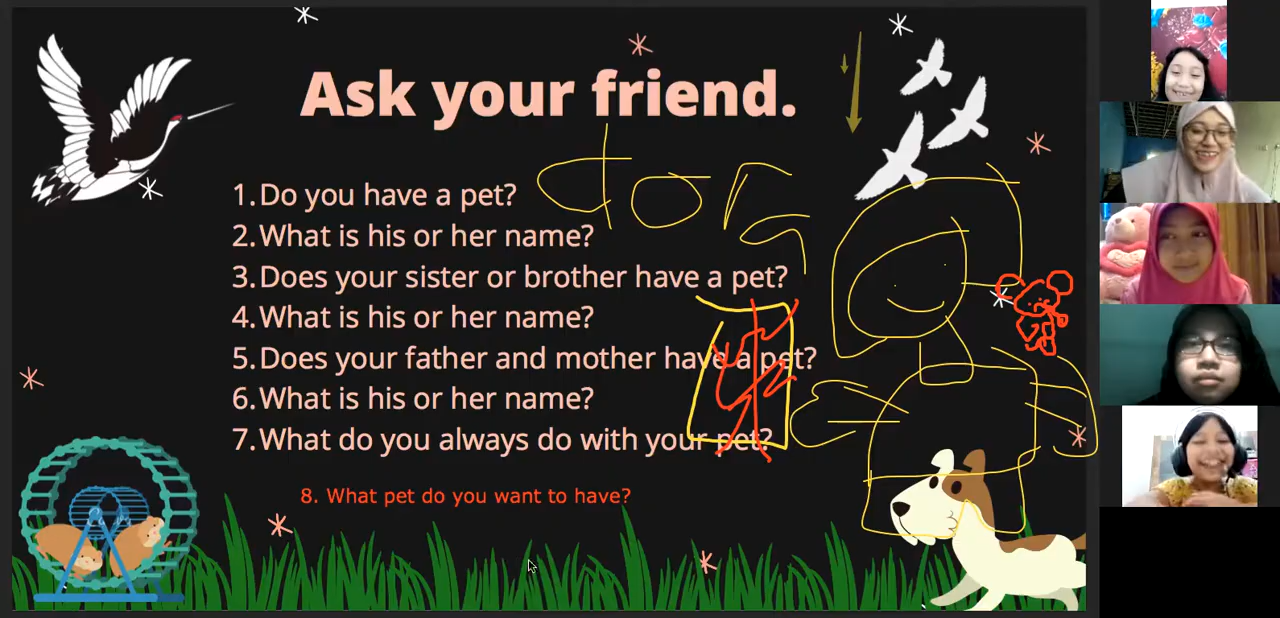 Ask your friend.
dorg
1. Do you have a pet?
2. What is his or her name?
3. Does your sister or brother have a pet?
4. What is his or her name?
5. Does your father and mother have a pet?
6. What is his or her name?
7. What do you always do with your pet?
8. What pet do you want to have?